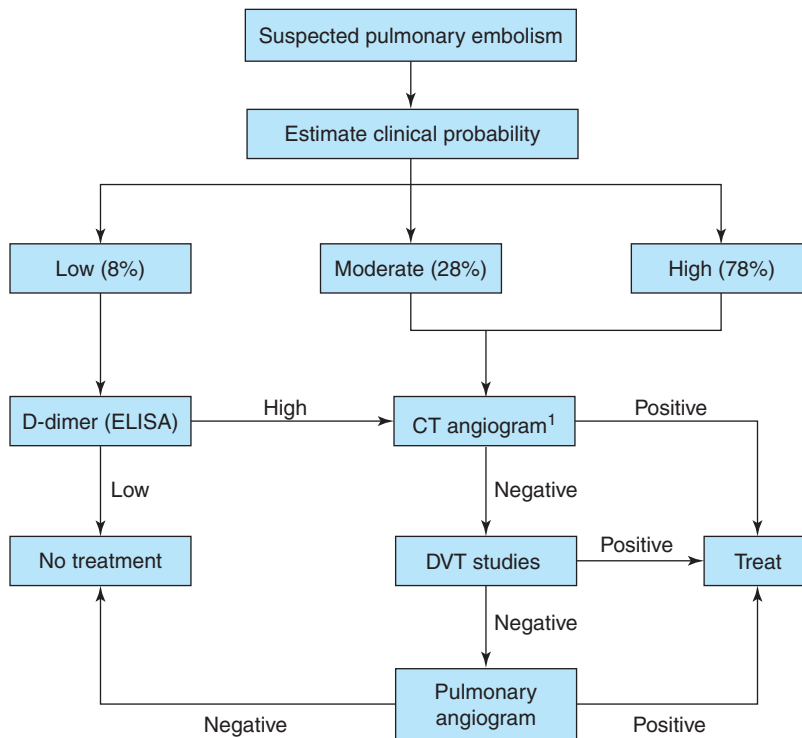 Suspected pulmonary embolism
Estimate clinical probability
Low (8%)
Moderate (28%)
High (78%)
D-dimer (ELISA)
High
CT angiogram1
Positive
Low
Negative
No treatment
DVT studies
Positive
Treat
Negative
Pulmonary
angiogram
Negative
Positive